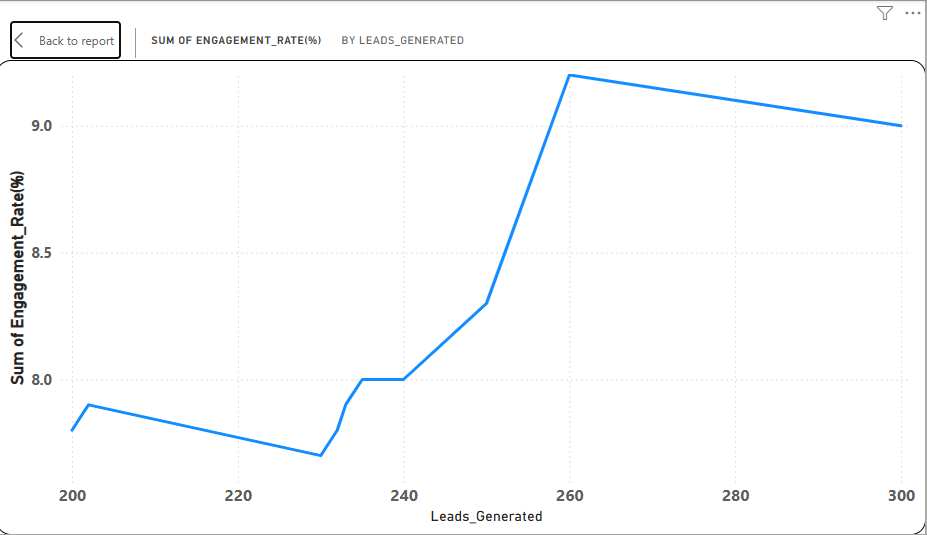 Back to report
SUM OF ENGAGEMENT_RATE(%) BY LEADS_GENERATED
Sum of Engagement_Rate(%)
9.0
8.5
8.0
200 220 240 260 280 300
Leads_Generated